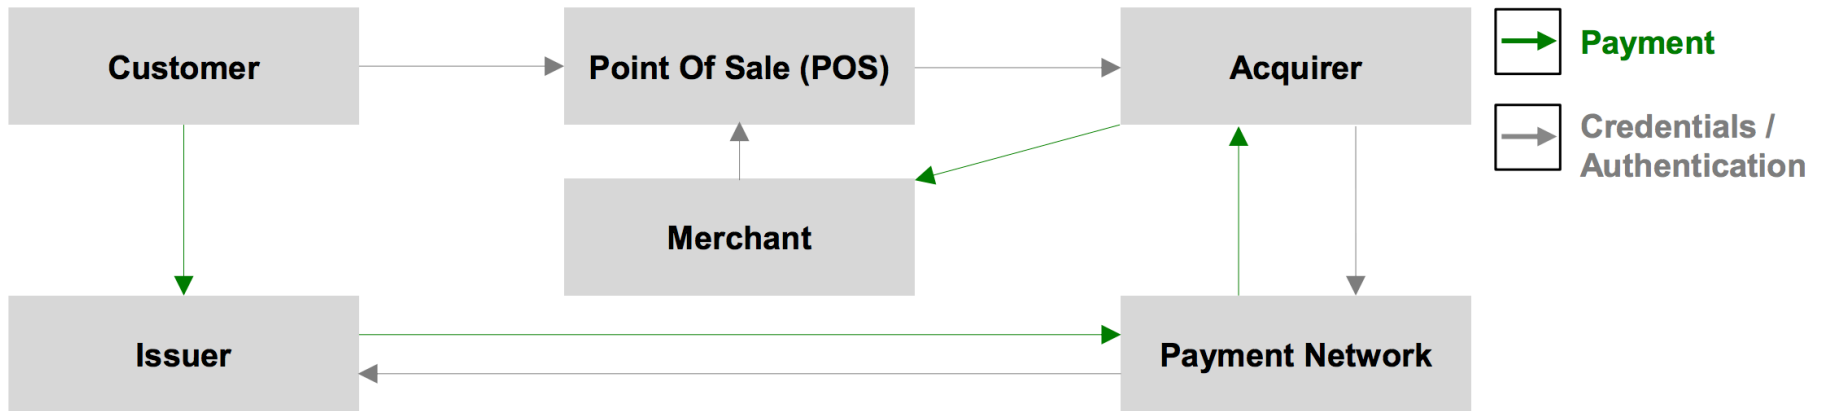 Customer
Point Of Sale (POS)
Acquirer
Payment
Credentials /
Authentication
Merchant
Issuer
Payment Network